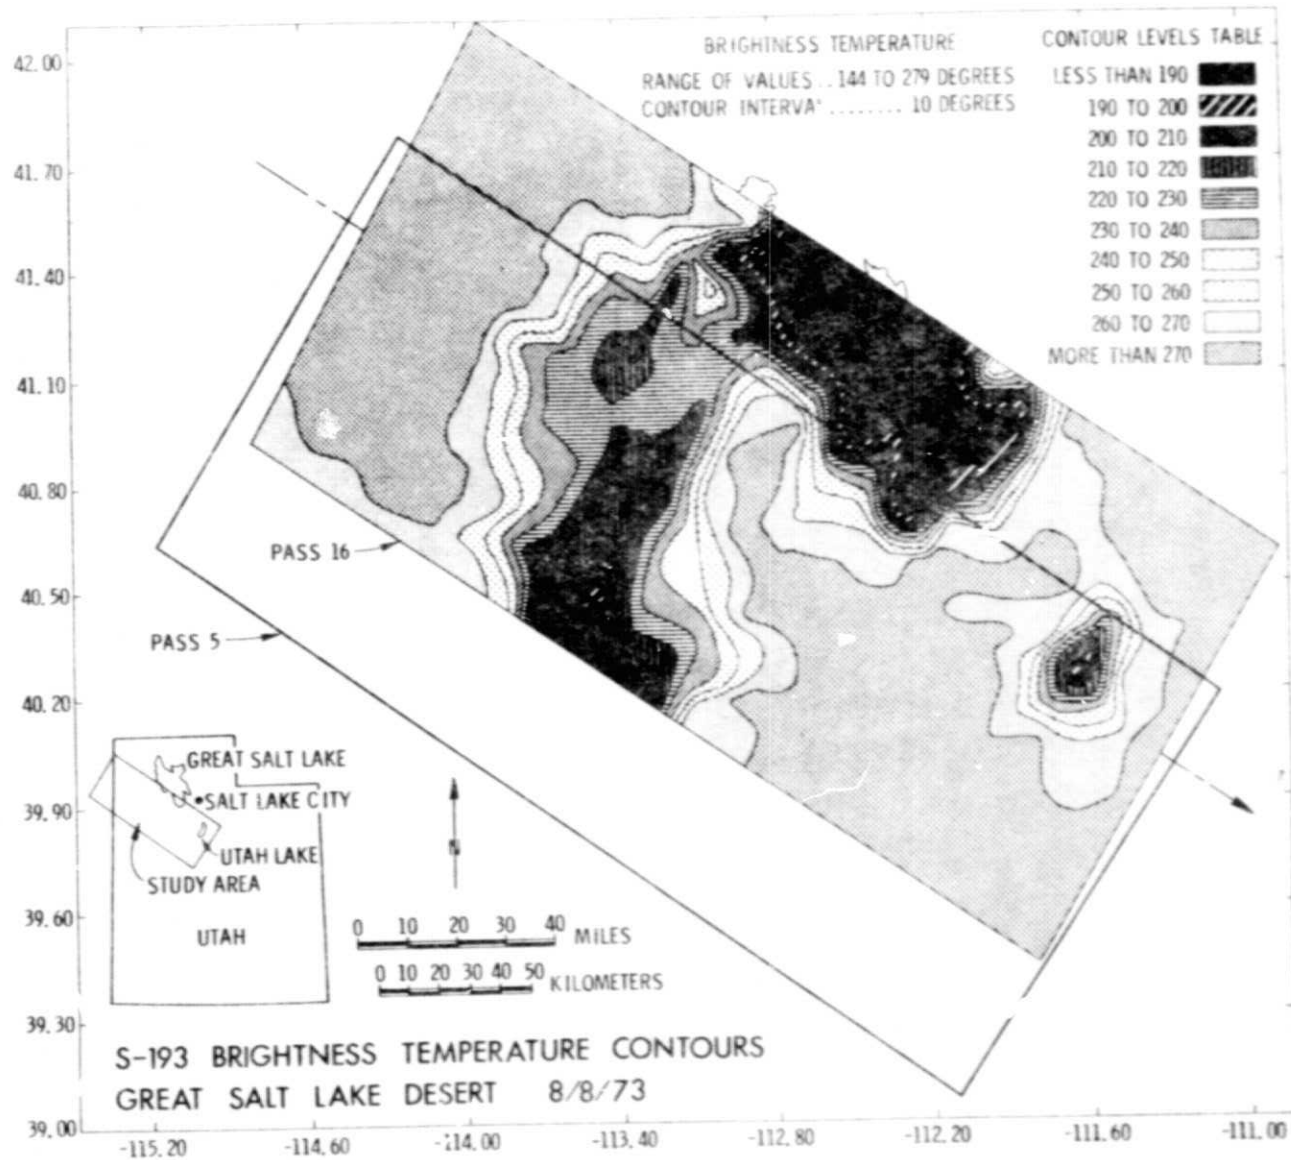 BRIGHTNESS TEMPERATURE
RANGE OF VALUES .. 144 TO 279 DEGREES
CONTOUR INTERVA' ........ 10 DEGREES
CONTOUR LEVELS TABLE
LESS THAN 190
190 TO 200
200 TO 210
210 TO 220
220 TO 230
230 TO 240
240 TO 250
250 TO 260
260 TO 270
MORE THAN 270
42.00
41.70
41.40
41.10
40.80
40.50
40.20
39.90
39.60
39.30
39.00
PASS 16
PASS 5
GREAT SALT LAKE
SALT LAKE CITY
UTAH LAKE
STUDY AREA
UTAH
N
0 10 20 30 40 MILES
0 10 20 30 40 50 KILOMETERS
S-193 BRIGHTNESS TEMPERATURE CONTOURS
GREAT SALT LAKE DESERT 8/8/73
-115.20 -114.60 -114.00 -113.40 -112.80 -112.20 -111.60 -111.00